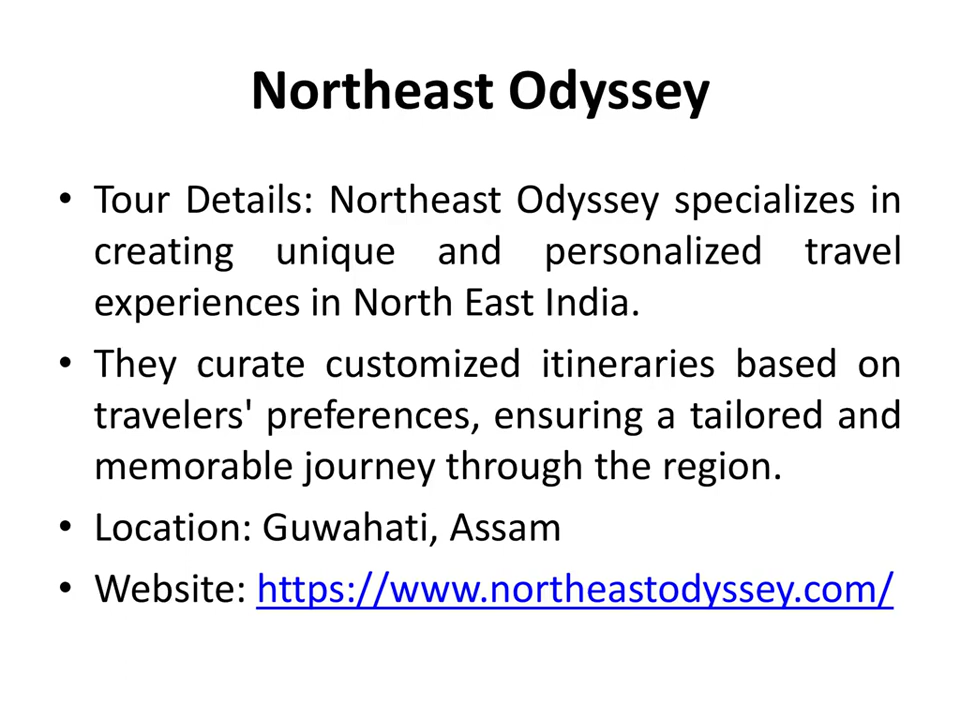 Northeast Odyssey
• Tour Details: Northeast Odyssey specializes in
creating unique and personalized travel
experiences in North East India.
• They curate customized itineraries based on
travelers' preferences, ensuring a tailored and
memorable journey through the region.
• Location: Guwahati, Assam
• Website: https://www.northeastodyssey.com/